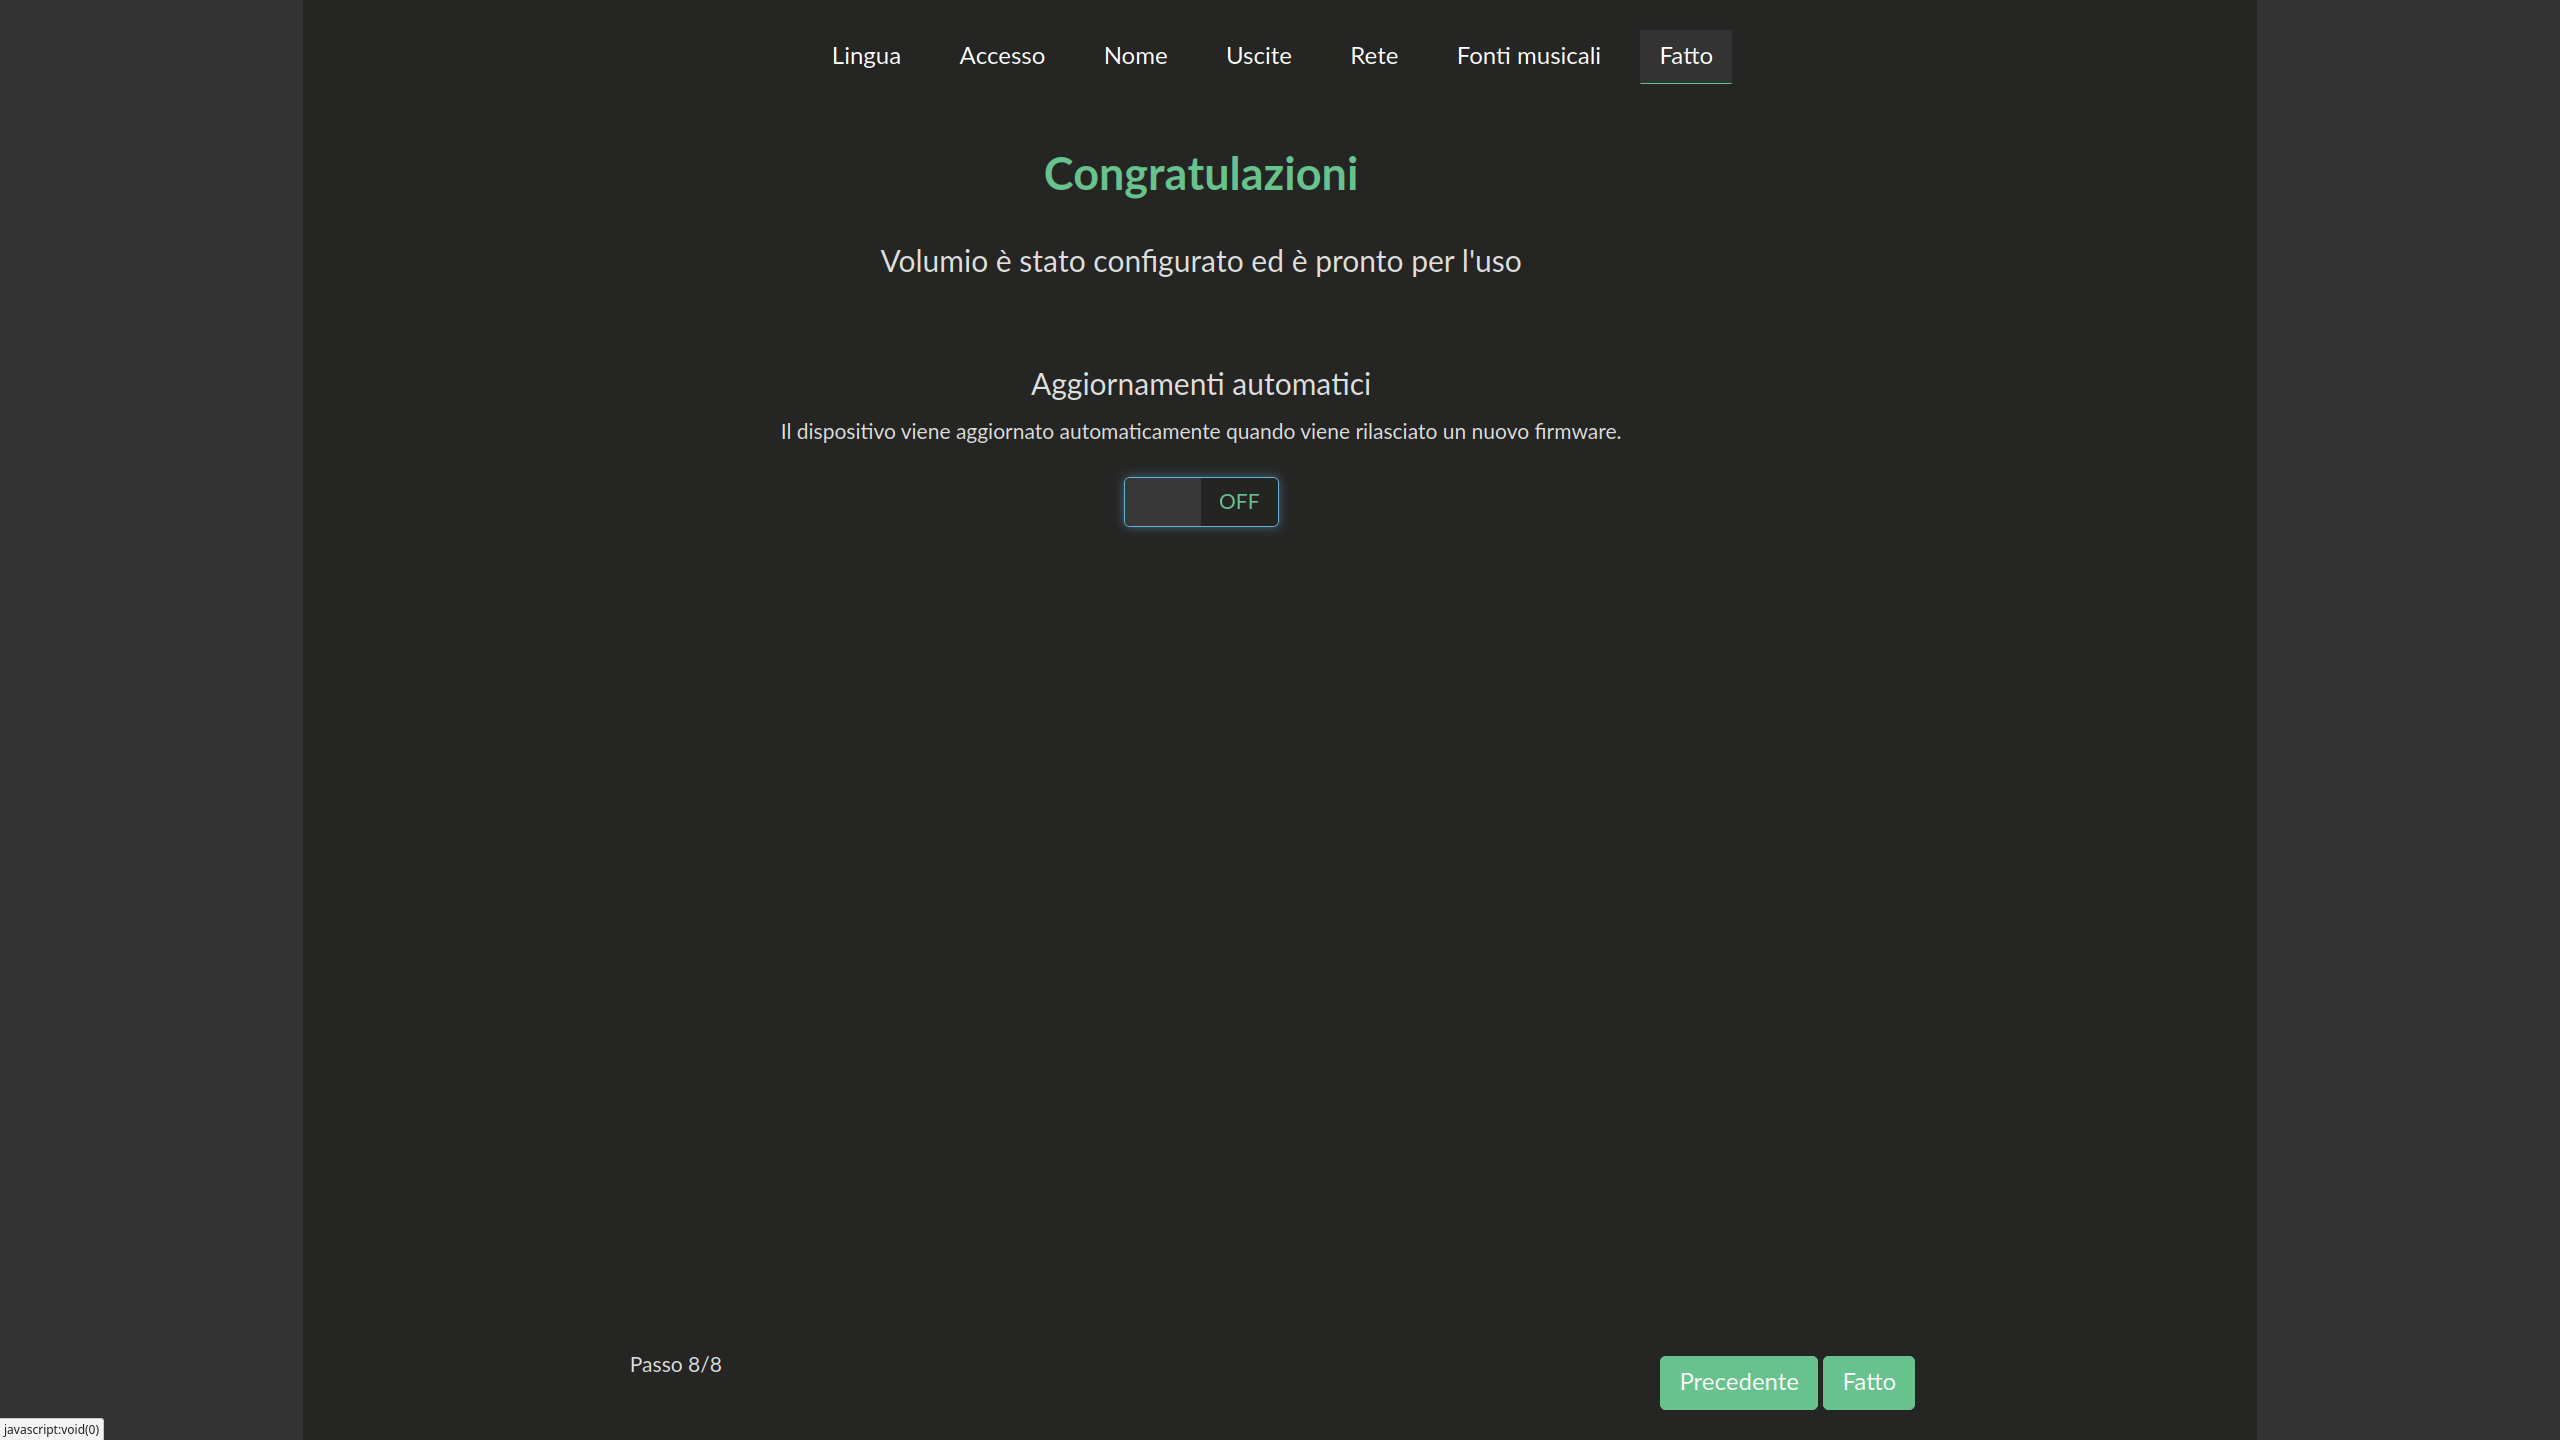 Lingua Accesso Nome Uscite Rete Fonti musicali Fatto
Congratulazioni
Volumio è stato configurato ed è pronto per l'uso
Aggiornamenti automatici
Il dispositivo viene aggiornato automaticamente quando viene rilasciato un nuovo firmware.
OFF
Passo 8/8
Precedente Fatto
javascript:void(0)